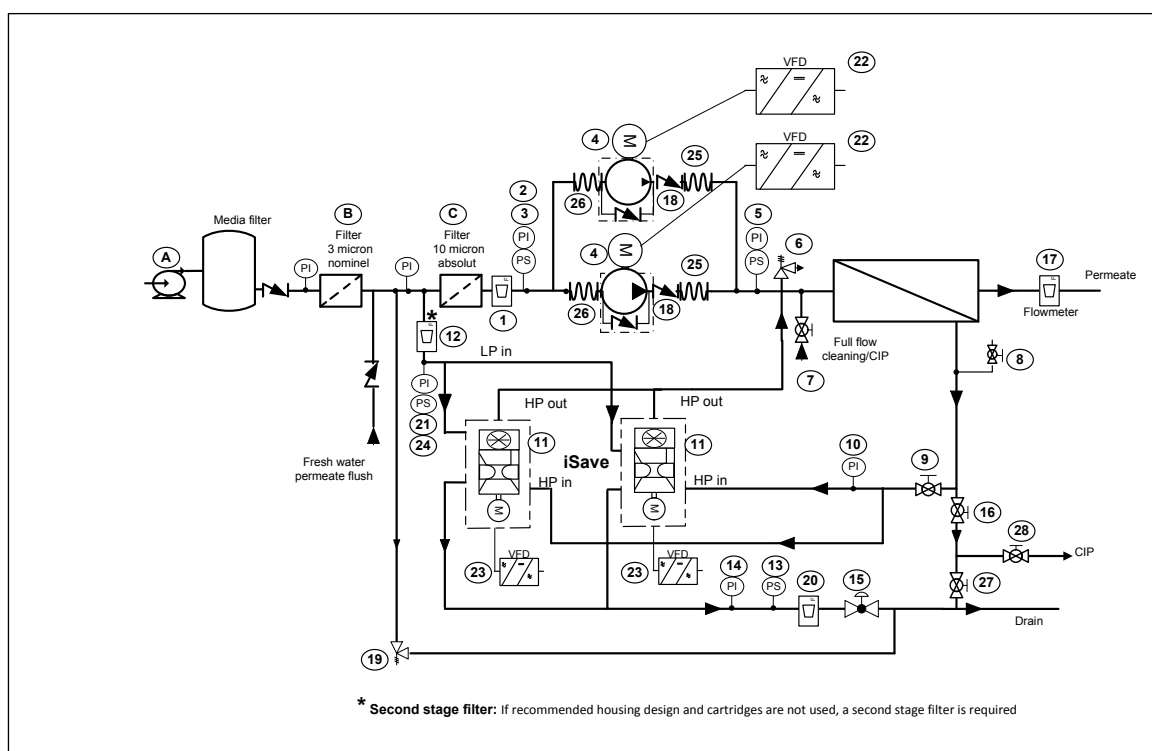 VFD
22
VFD
22
4
M
25
26
18
2
3
PI
PS
4
M
25
26
18
5
PI
PS
6
A
Media filter
PI
B
Filter
3 micron
nominel
PI
C
Filter
10 micron
absolut
1
*
12
LP in
17
Permeate
Flowmeter
Full flow
cleaning/CIP
7
8
PI
PS
21
24
HP out
HP out
11
iSave
11
M
M
HP in
HP in
10
PI
9
16
28
CIP
27
Fresh water
permeate flush
VFD
23
VFD
23
14
PI
13
PS
20
15
Drain
19
* Second stage filter: If recommended housing design and cartridges are not used, a second stage filter is required